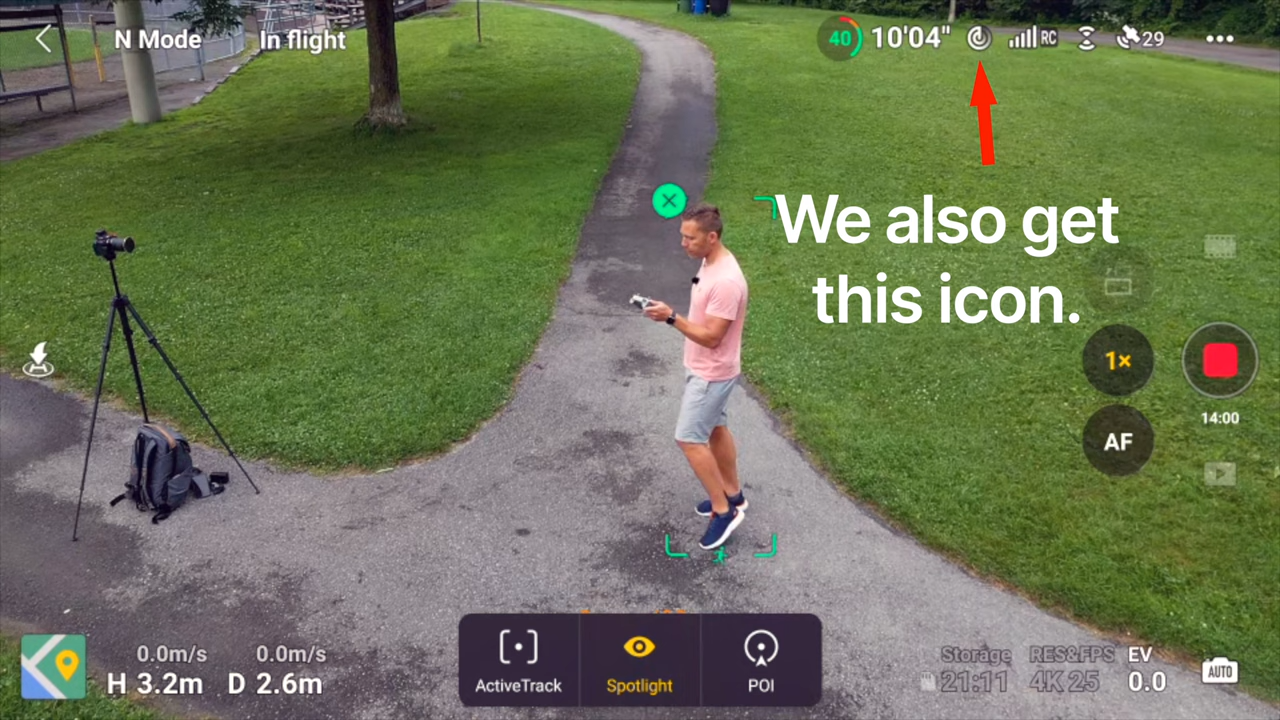 N Mode
In flight
40
10'04"
RC
29
We also get
this icon.
1×
AF
14:00
0.0m/s
0.0m/s
H 3.2m
D 2.6m
ActiveTrack
Spotlight
POI
Storage
21:11
RES&FPS
4K 25
EV
0.0
AUTO